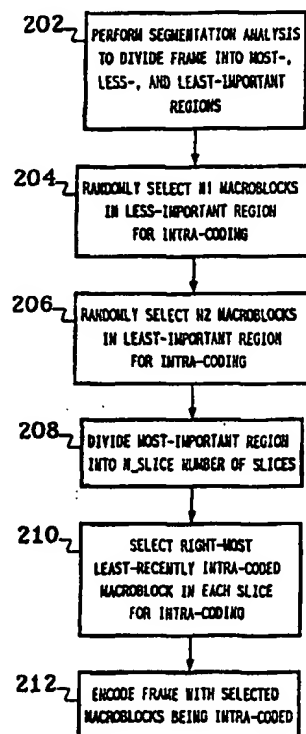 202
PERFORM SEGMENTATION ANALYSIS
TO DIVIDE FRAME INTO MOST-,
LESS-, AND LEAST-IMPORTANT
REGIONS
204
RANDOMLY SELECT N1 MACROBLOCKS
IN LESS-IMPORTANT REGION
FOR INTRA-CODING
206
RANDOMLY SELECT N2 MACROBLOCKS
IN LEAST-IMPORTANT REGION
FOR INTRA-CODING
208
DIVIDE MOST-IMPORTANT REGION
INTO N_SLICE NUMBER OF SLICES
210
SELECT RIGHT-MOST
LEAST-RECENTLY INTRA-CODED
MACROBLOCK IN EACH SLICE
FOR INTRA-CODING
212
ENCODE FRAME WITH SELECTED
MACROBLOCKS BEING INTRA-CODED